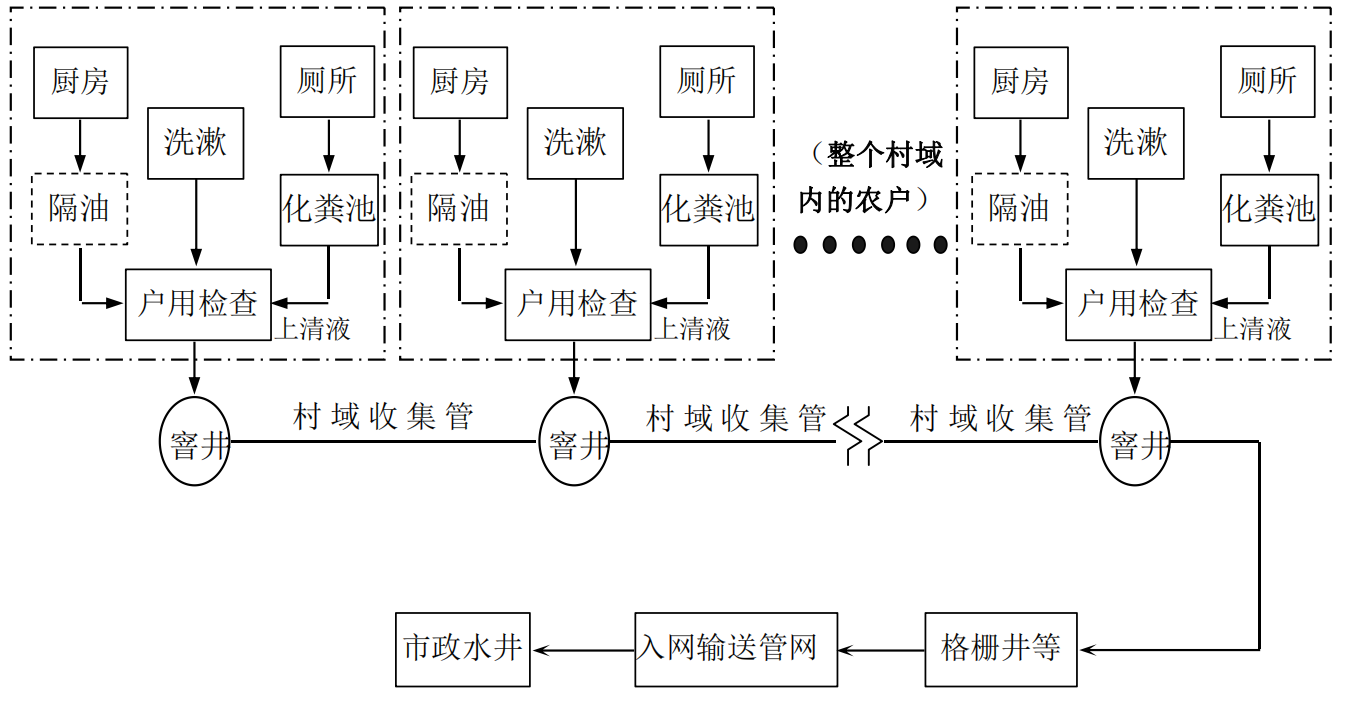 厨房
厕所
洗漱
隔油
化粪池
户用检查
上清液
厨房
厕所
洗漱
隔油
化粪池
户用检查
上清液
（整个村域
内的农户）
厨房
厕所
洗漱
隔油
化粪池
户用检查
上清液
窨井
村域收集管
窨井
村域收集管
村域收集管
窨井
市政水井
入网输送管网
格栅井等